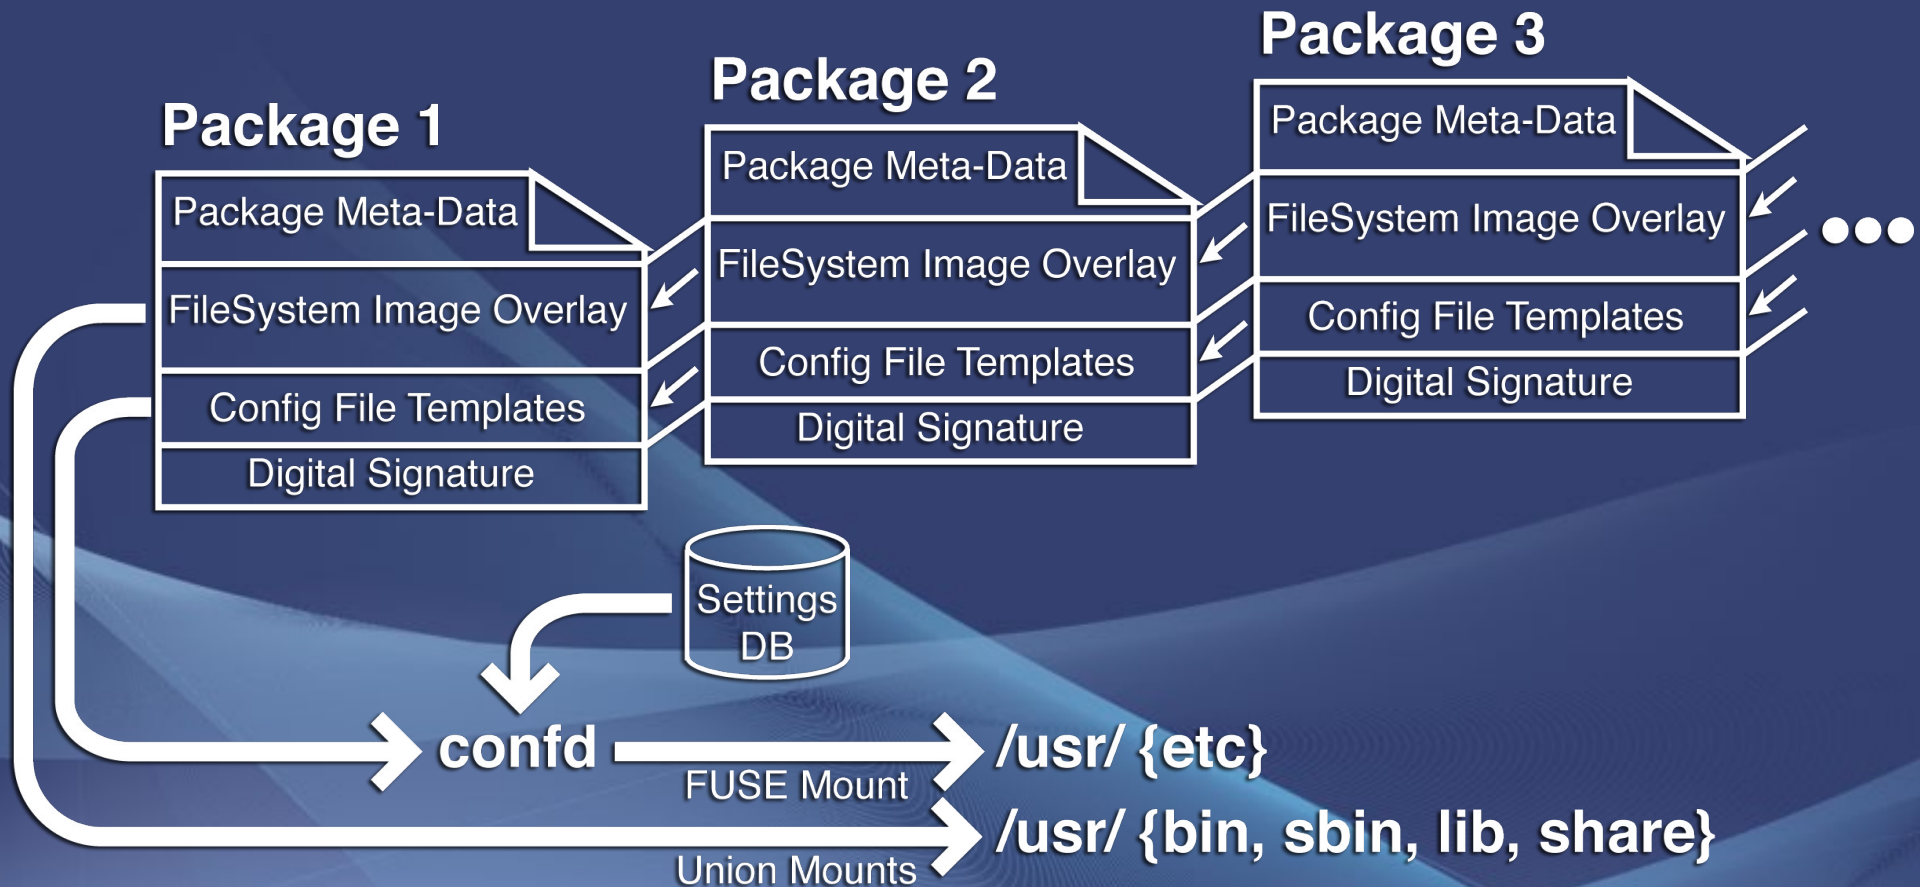 Package 1
Package Meta-Data
FileSystem Image Overlay
Config File Templates
Digital Signature
Package 2
Package Meta-Data
FileSystem Image Overlay
Config File Templates
Digital Signature
Package 3
Package Meta-Data
FileSystem Image Overlay
Config File Templates
Digital Signature
Settings
DB
confd
FUSE Mount
/usr/ {etc}
Union Mounts
/usr/ {bin, sbin, lib, share}